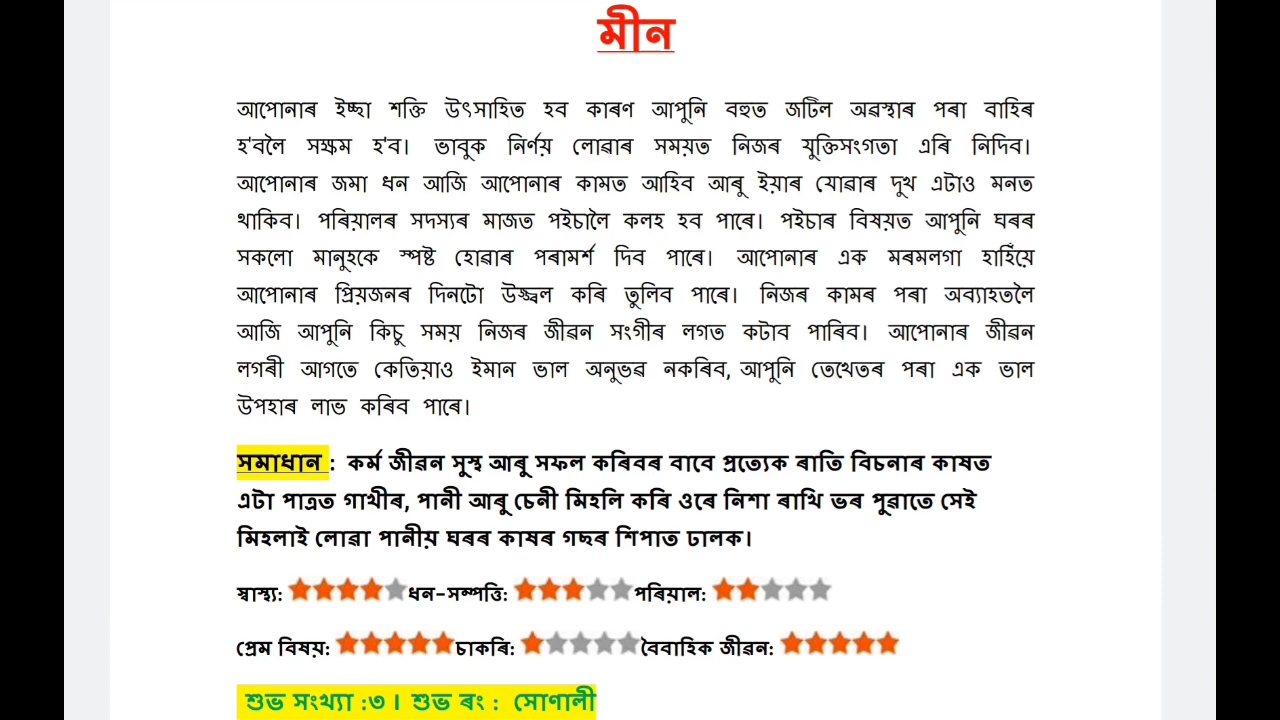 মীন
আপোনাৰ ইচ্ছা শক্তি উৎসাহিত হব কাৰণ আপুনি বহুত জটিল অৱস্থাৰ পৰা বাহিৰ
হ'বলৈ সক্ষম হ'ব। ভাবুক নিৰ্ণয় লোৱাৰ সময়ত নিজৰ যুক্তিসংগতা এৰি নিদিব।
আপোনাৰ জমা ধন আজি আপোনাৰ কামত আহিব আৰু ইয়াৰ যোৱাৰ দুখ এটাও মনত
থাকিব। পৰিয়ালৰ সদস্যৰ মাজত পইচালৈ কলহ হব পাৰে। পইচাৰ বিষয়ত আপুনি ঘৰৰ
সকলো মানুহকে স্পষ্ট হোৱাৰ পৰামৰ্শ দিব পাৰে। আপোনাৰ এক মৰমলগা হাহিঁয়ে
আপোনাৰ প্ৰিয়জনৰ দিনটো উজ্জ্বল কৰি তুলিব পাৰে। নিজৰ কামৰ পৰা অব্যাহতলৈ
আজি আপুনি কিচু সময় নিজৰ জীৱন সংগীৰ লগত কটাব পাৰিব। আপোনাৰ জীৱন
লগৰী আগতে কেতিয়াও ইমান ভাল অনুভৱ নকৰিব, আপুনি তেখেতৰ পৰা এক ভাল
উপহাৰ লাভ কৰিব পাৰে।
সমাধান : কৰ্ম জীৱন সুস্থ আৰু সফল কৰিবৰ বাবে প্ৰত্যেক ৰাতি বিচনাৰ কাষত
এটা পাত্ৰত গাখীৰ, পানী আৰু চেনী মিহলি কৰি ওৰে নিশা ৰাখি ভৰ পুৱাতে সেই
মিহলাই লোৱা পানীয় ঘৰৰ কাষৰ গছৰ শিপাত ঢালক।
স্বাস্থ্য: ধন-সম্পত্তি: পৰিয়াল:
প্ৰেম বিষয়: চাকৰি: বৈবাহিক জীৱন:
শুভ সংখ্যা :৩। শুভ ৰং : সোণালী